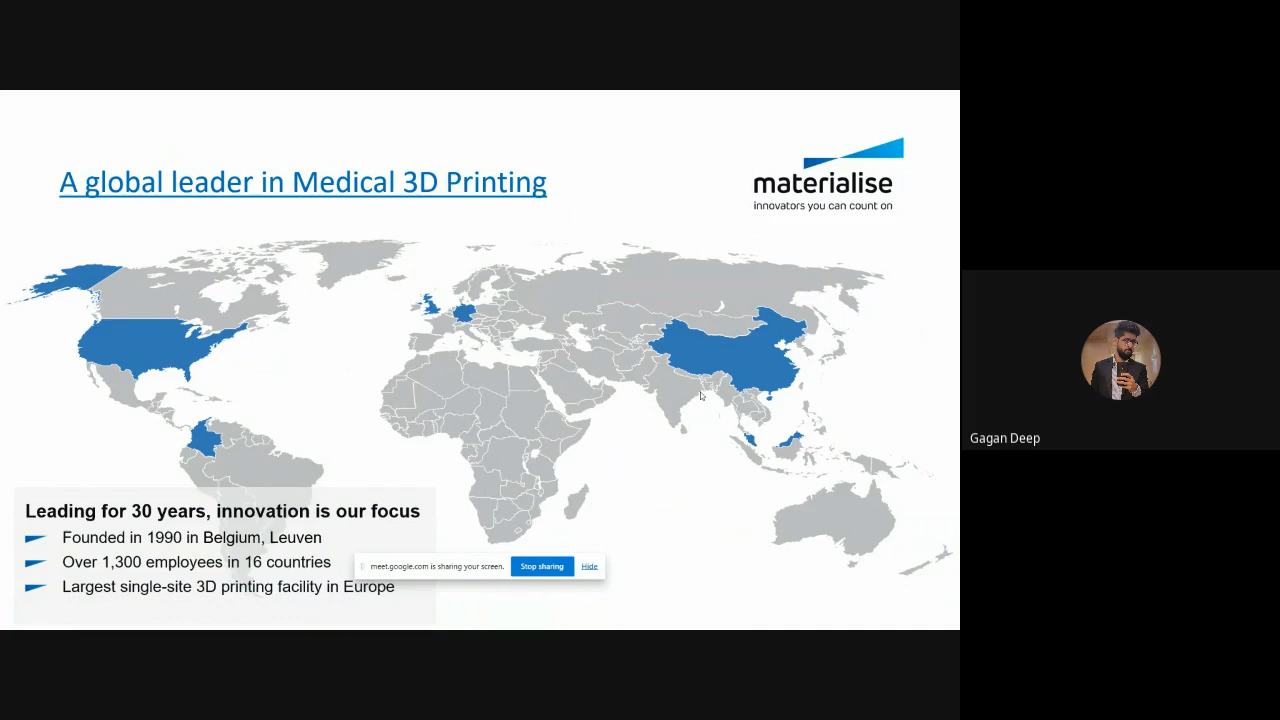 A global leader in Medical 3D Printing
materialise
innovators you can count on
Leading for 30 years, innovation is our focus
Founded in 1990 in Belgium, Leuven
Over 1,300 employees in 16 countries
Largest single-site 3D printing facility in Europe
meet.google.com is sharing your screen.
Stop sharing
Hide
Gagan Deep